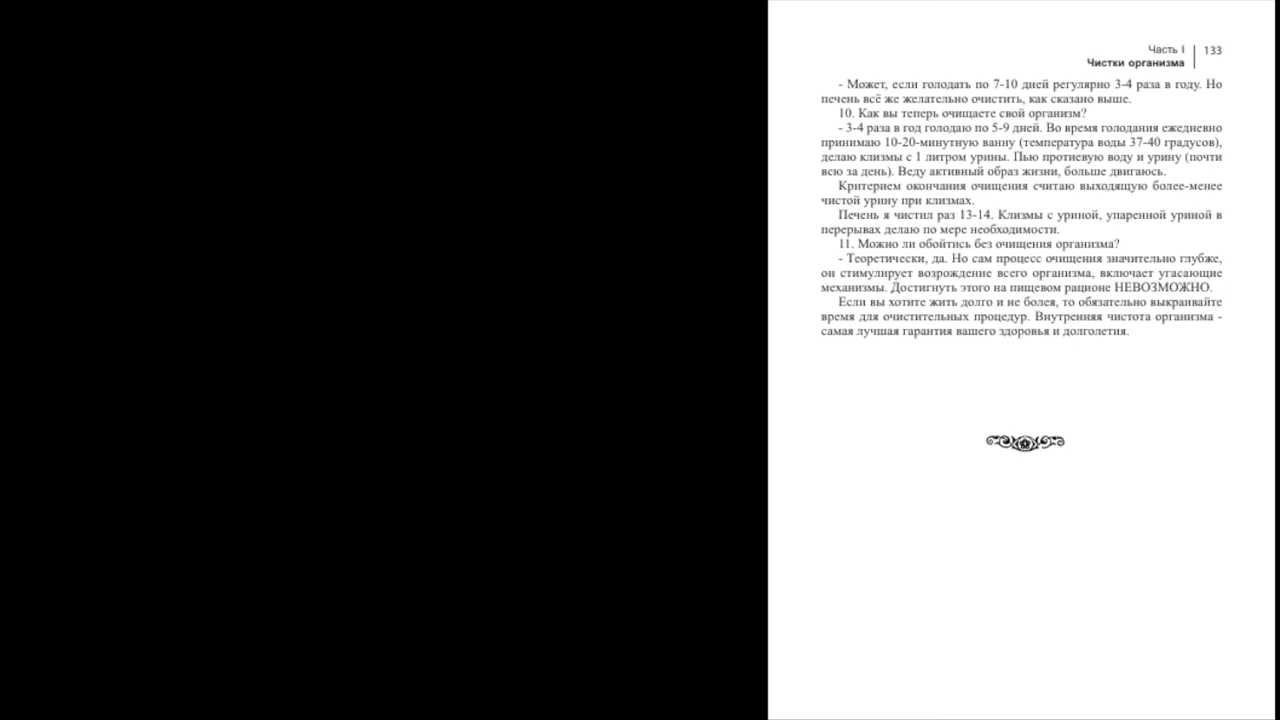 Часть I
133
Чистки организма
- Может, если голодать по 7-10 дней регулярно 3-4 раза в году. Но
печень всё же желательно очистить, как сказано выше.
10. Как вы теперь очищаете свой организм?
- 3-4 раза в год голодаю по 5-9 дней. Во время голодания ежедневно
принимаю 10-20-минутную ванну (температура воды 37-40 градусов),
делаю клизмы с 1 литром урины. Пью протиевую воду и урину (почти
всю за день). Веду активный образ жизни, больше двигаюсь.
Критерием окончания очищения считаю выходящую более-менее
чистой урину при клизмах.
Печень я чистил раз 13-14. Клизмы с уриной, упаренной уриной в
перерывах делаю по мере необходимости.
11. Можно ли обойтись без очищения организма?
- Теоретически, да. Но сам процесс очищения значительно глубже,
он стимулирует возрождение всего организма, включает угасающие
механизмы. Достигнуть этого на пищевом рационе НЕВОЗМОЖНО.
Если вы хотите жить долго и не болея, то обязательно выкраивайте
время для очистительных процедур. Внутренняя чистота организма -
самая лучшая гарантия вашего здоровья и долголетия.